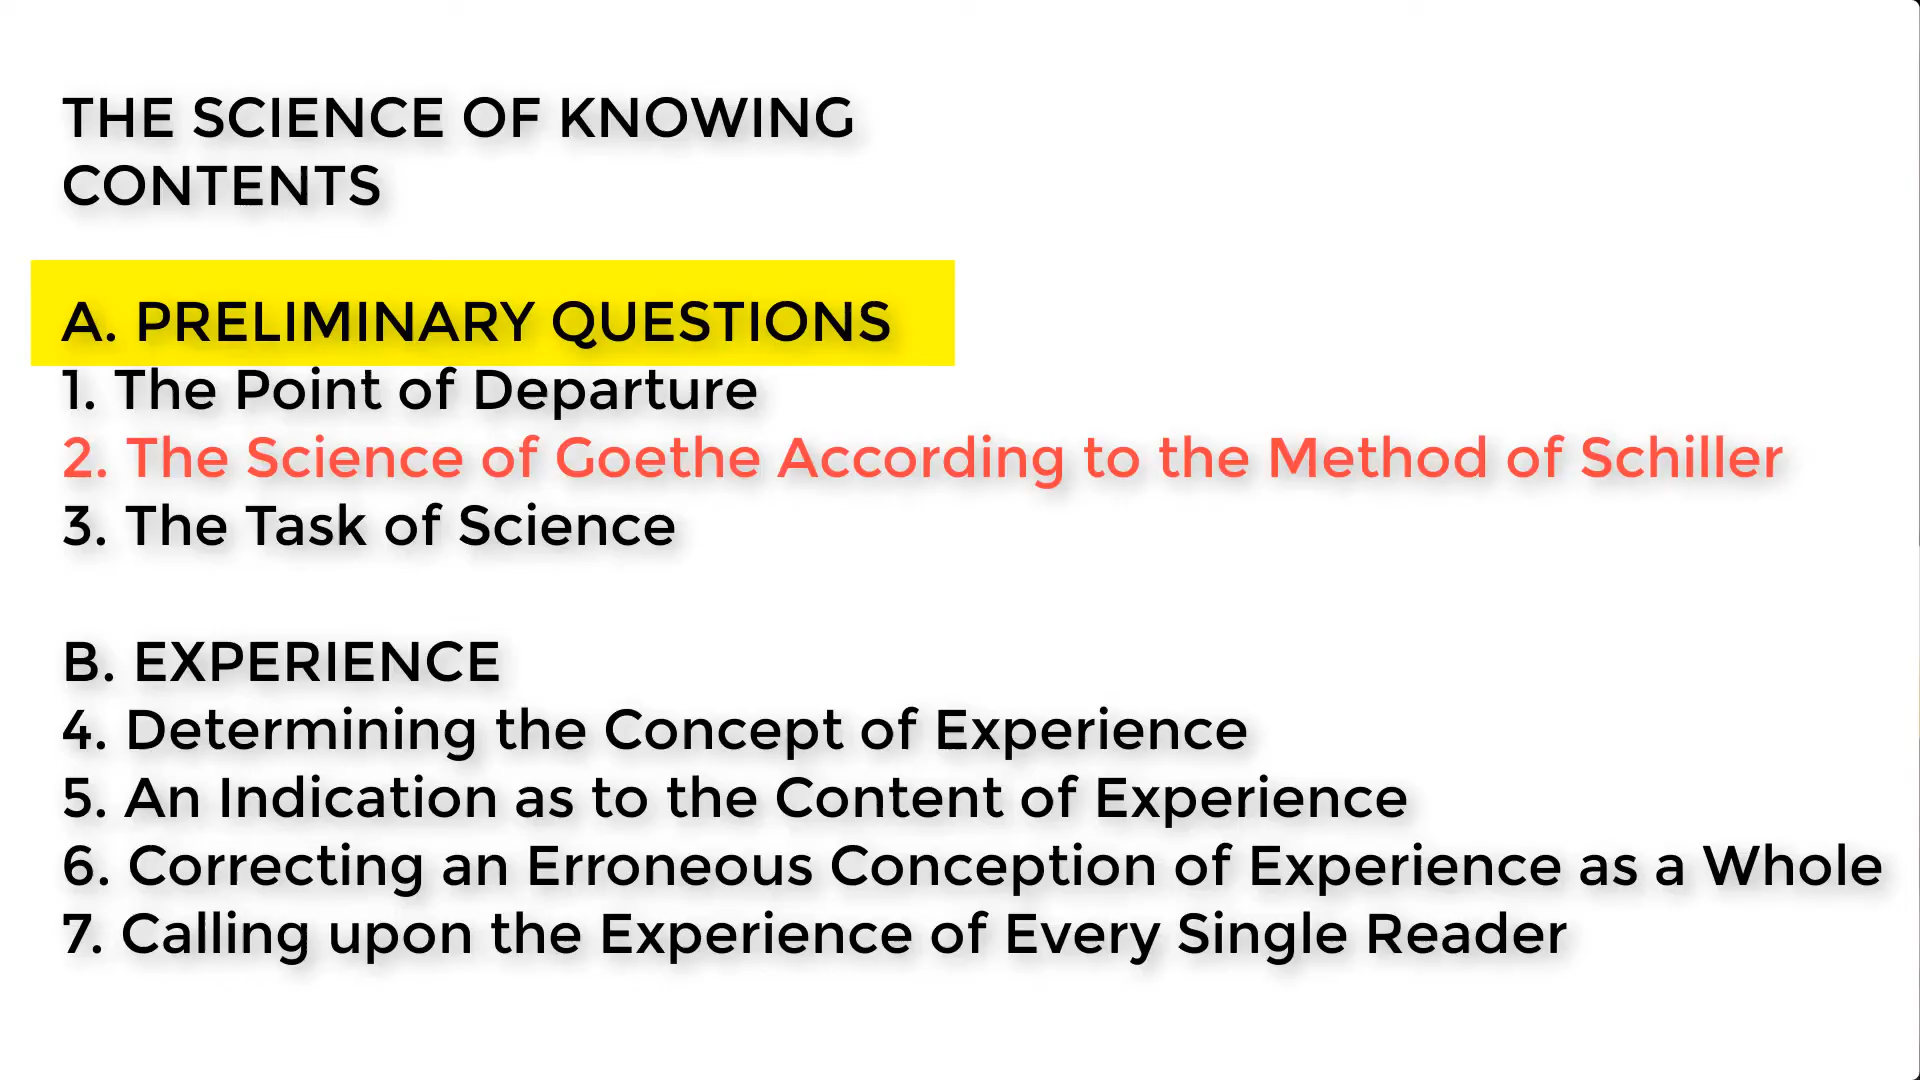 THE SCIENCE OF KNOWING
CONTENTS
A. PRELIMINARY QUESTIONS
1. The Point of Departure
2. The Science of Goethe According to the Method of Schiller
3. The Task of Science
B. EXPERIENCE
4. Determining the Concept of Experience
5. An Indication as to the Content of Experience
6. Correcting an Erroneous Conception of Experience as a Whole
7. Calling upon the Experience of Every Single Reader